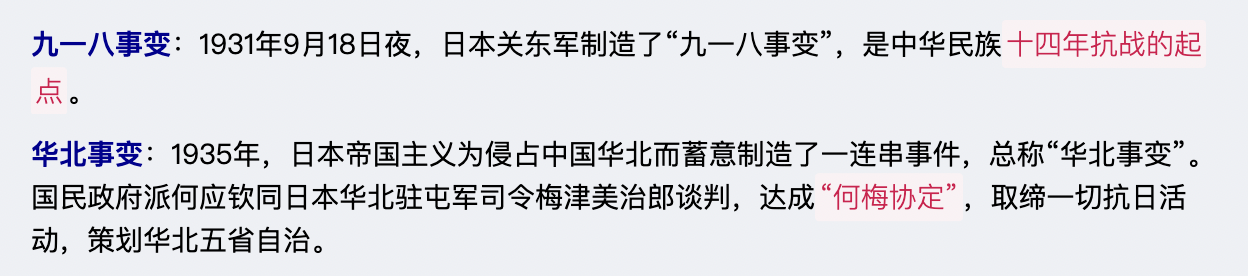 九一八事变：1931年9月18日夜，日本关东军制造了“九一八事变”，是中华民族十四年抗战的起
点。
华北事变：1935年，日本帝国主义为侵占中国华北而蓄意制造了一连串事件，总称“华北事变”。
国民政府派何应钦同日本华北驻屯军司令梅津美治郎谈判，达成“何梅协定”，取缔一切抗日活
动，策划华北五省自治。